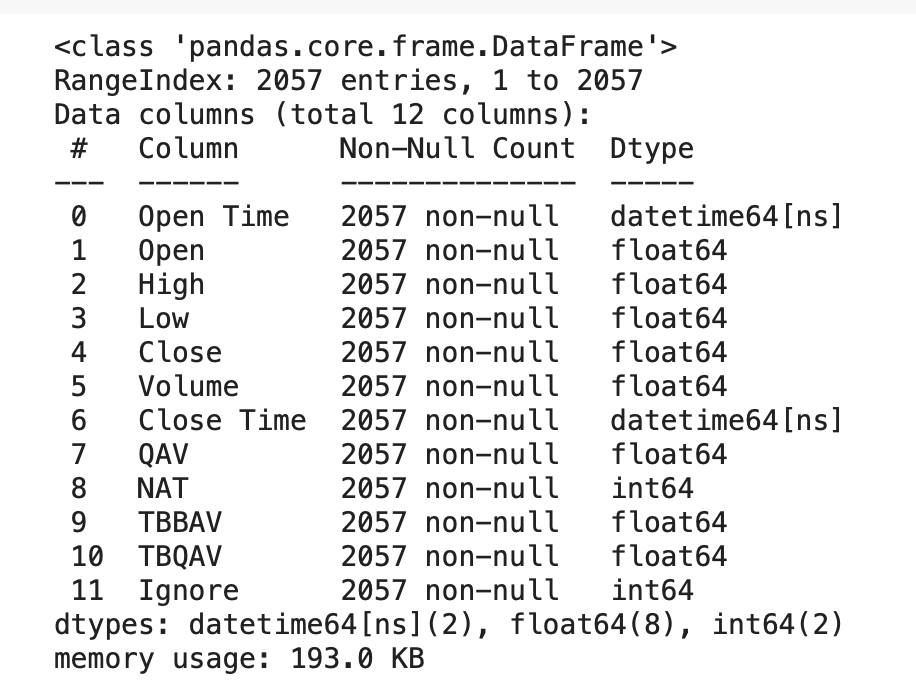 <class 'pandas.core.frame.DataFrame'>
RangeIndex: 2057 entries, 1 to 2057
Data columns (total 12 columns):
 #   Column      Non-Null Count  Dtype
---  ------      --------------  -----
 0   Open Time   2057 non-null   datetime64[ns]
 1   Open        2057 non-null   float64
 2   High        2057 non-null   float64
 3   Low         2057 non-null   float64
 4   Close       2057 non-null   float64
 5   Volume      2057 non-null   float64
 6   Close Time  2057 non-null   datetime64[ns]
 7   QAV         2057 non-null   float64
 8   NAT         2057 non-null   int64
 9   TBBAV       2057 non-null   float64
 10  TBQAV       2057 non-null   float64
 11  Ignore      2057 non-null   int64
dtypes: datetime64[ns](2), float64(8), int64(2)
memory usage: 193.0 KB